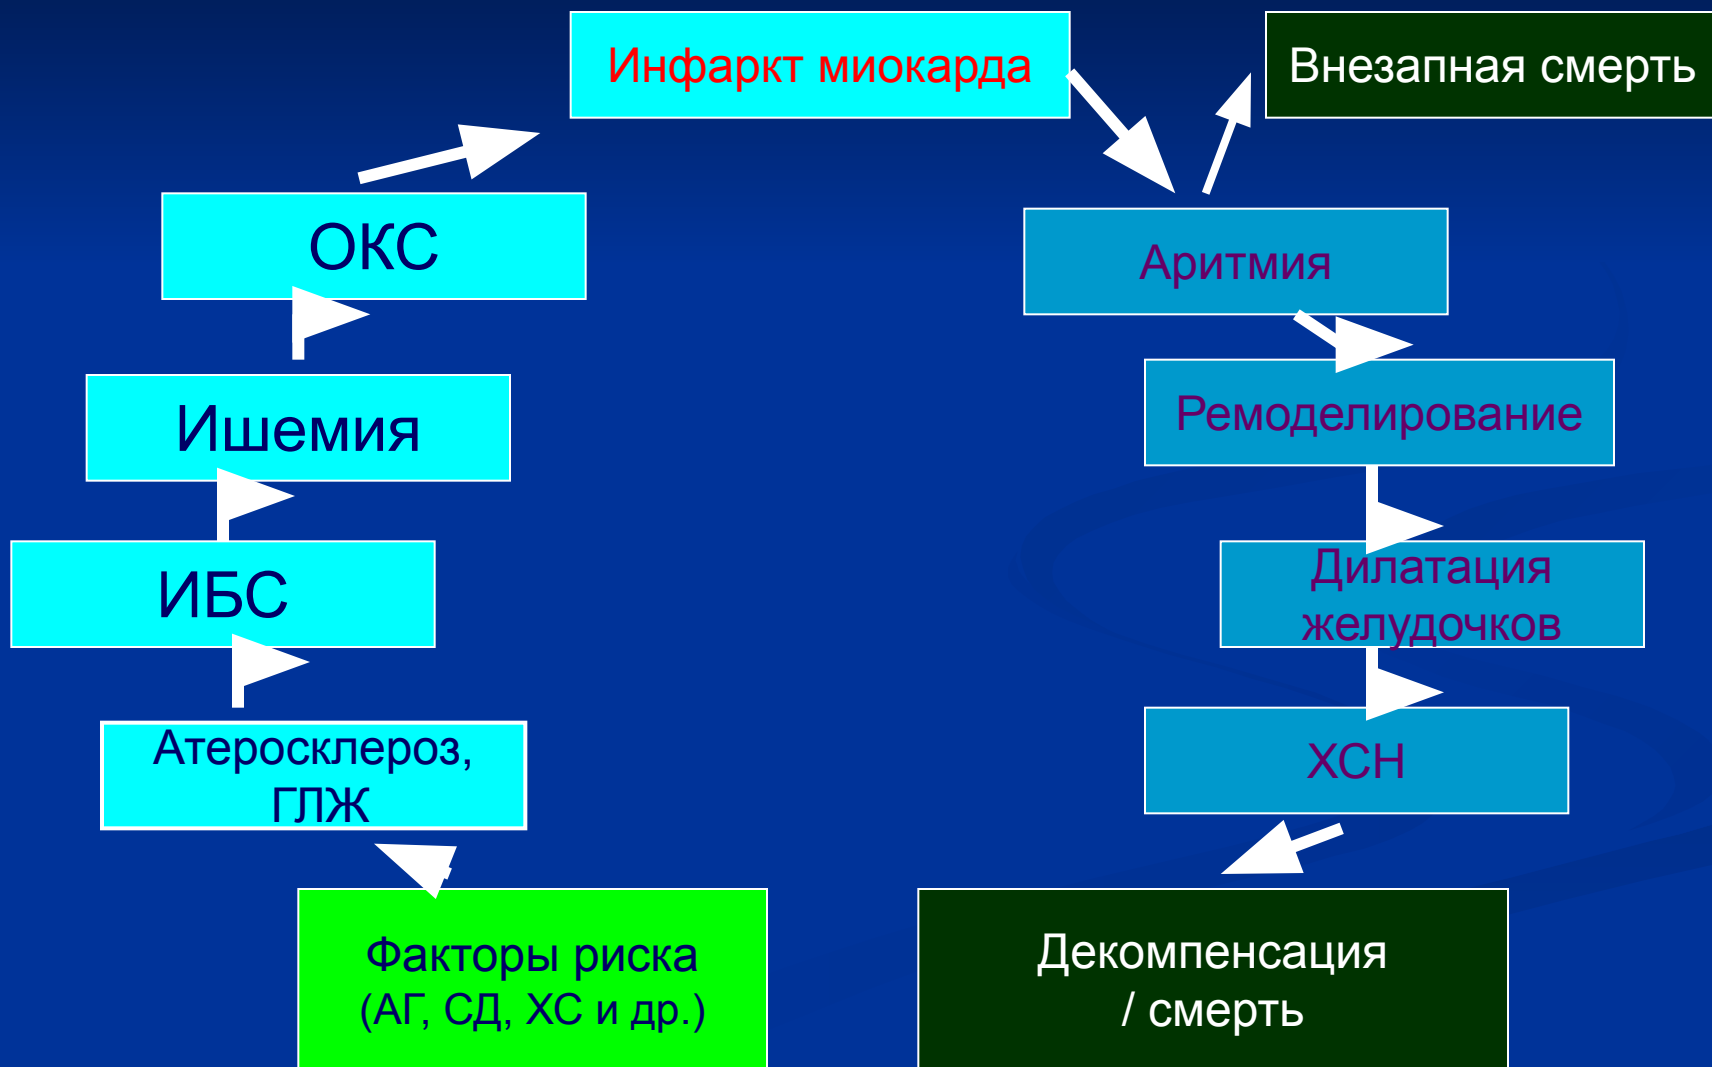 Инфаркт миокарда
Внезапная смерть
ОКС
Аритмия
Ишемия
Ремоделирование
ИБС
Дилатация
желудочков
Атеросклероз,
ГЛЖ
ХСН
Факторы риска
(АГ, СД, ХС и др.)
Декомпенсация
/ смерть